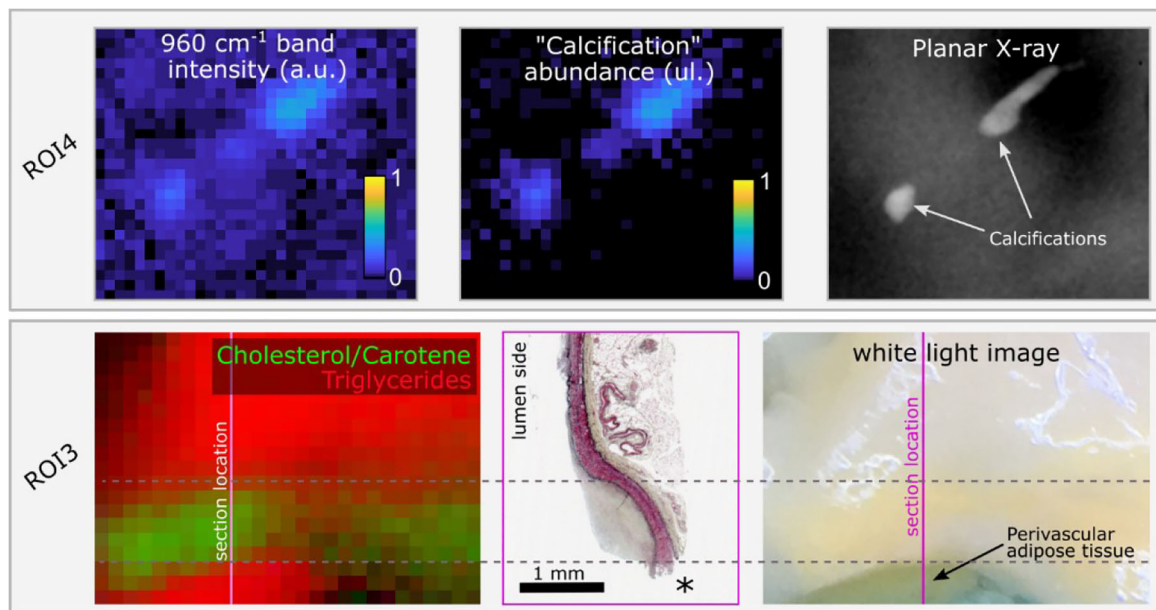 ROI4
960 cm⁻¹ band
intensity (a.u.)
1
0
"Calcification"
abundance (ul.)
1
0
Planar X-ray
Calcifications
ROI3
Cholesterol/Carotene
Triglycerides
section location
lumen side
1 mm
*
white light image
section location
Perivascular
adipose tissue